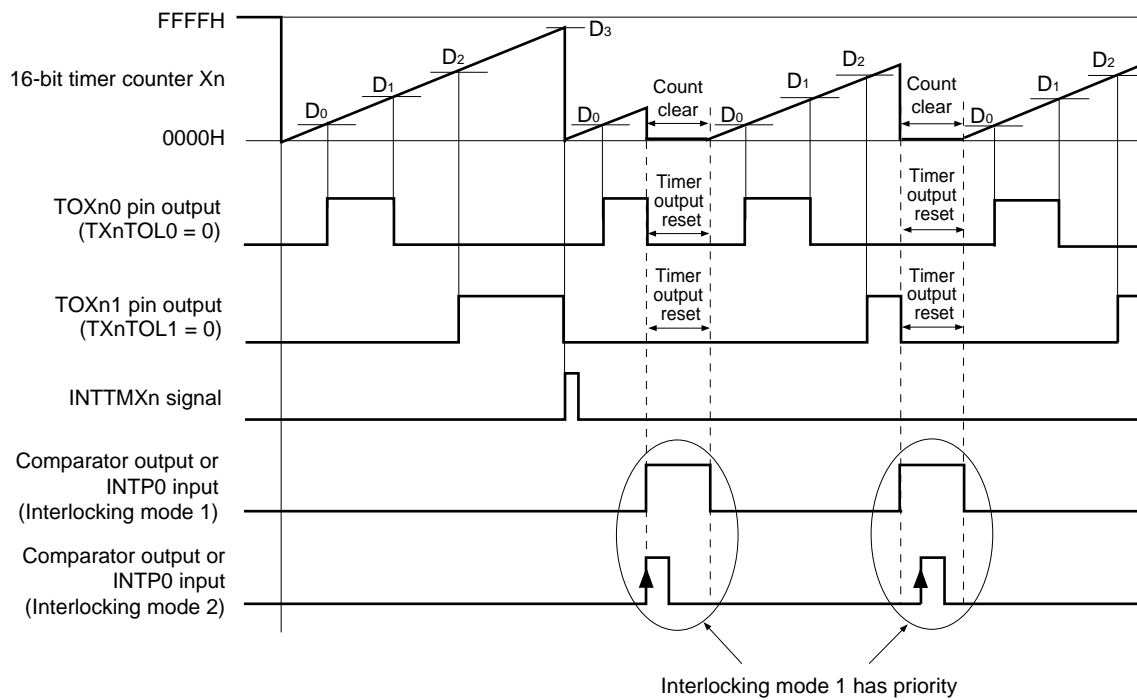 FFFFH
D3
D2
D2
D2
16-bit timer counter Xn
D1
Count
clear
D1
Count
clear
D1
D0
D0
D0
D0
0000H
TOXn0 pin output
(TXnTOL0 = 0)
Timer
output
reset
Timer
output
reset
TOXn1 pin output
(TXnTOL1 = 0)
Timer
output
reset
Timer
output
reset
INTTMXn signal
Comparator output or
INTP0 input
(Interlocking mode 1)
Comparator output or
INTP0 input
(Interlocking mode 2)
Interlocking mode 1 has priority